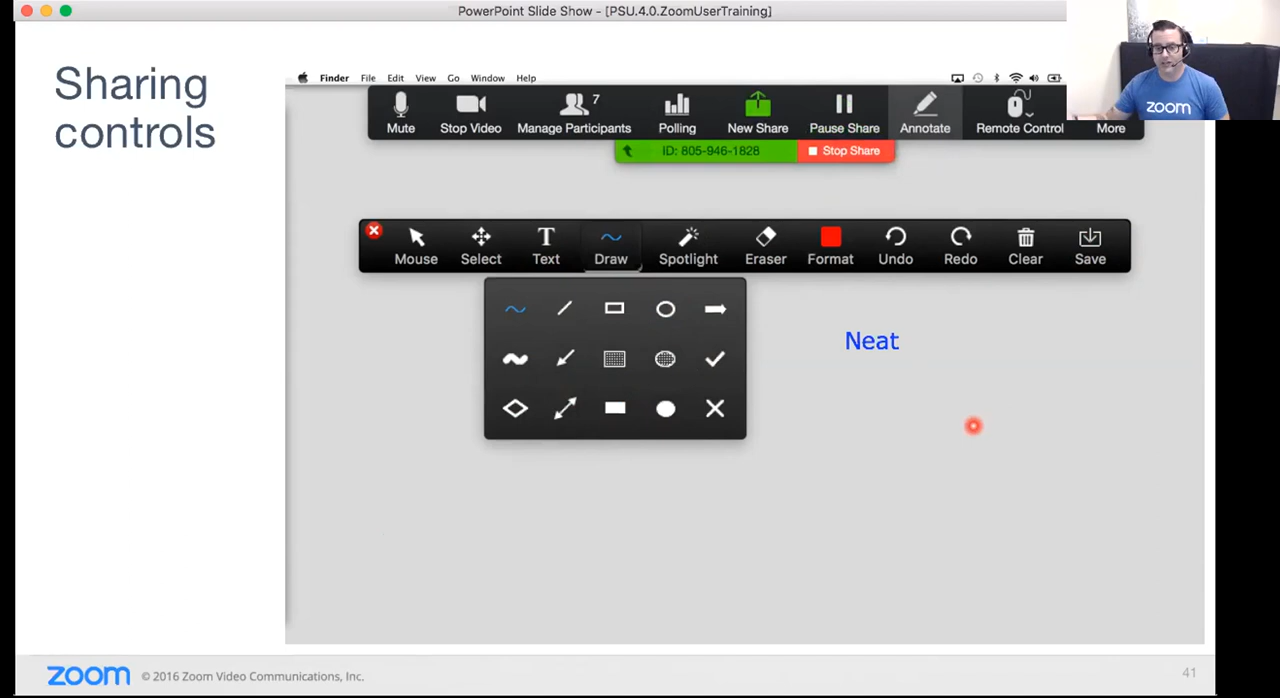 PowerPoint Slide Show - [PSU.4.0.ZoomUserTraining]
Sharing
controls
Finder File Edit View Go Window Help
7
Mute Stop Video Manage Participants Polling New Share Pause Share Annotate Remote Control More
ID: 805-946-1828 Stop Share
T
Mouse Select Text Draw Spotlight Eraser Format Undo Redo Clear Save
Neat
zoom
zoom © 2016 Zoom Video Communications, Inc. 41